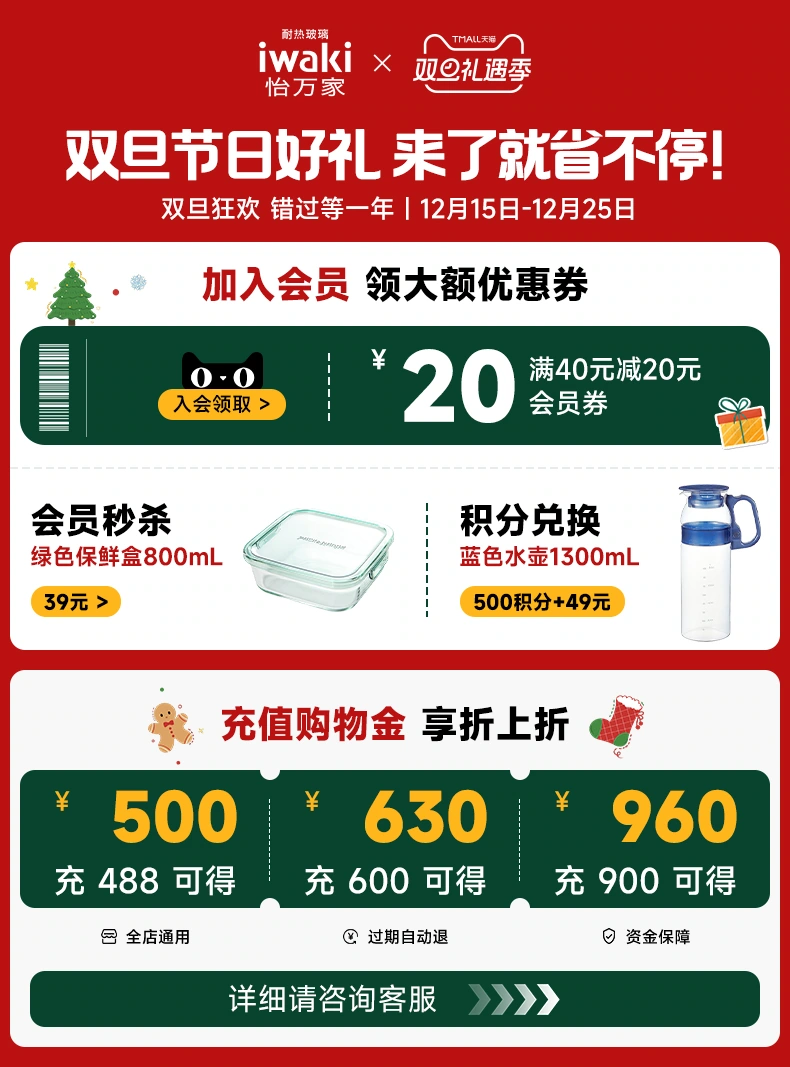 耐热玻璃
iwaki
怡万家
×
TMALL天猫
双旦礼遇季
双旦节日好礼 来了就省不停!
双旦狂欢 错过等一年 | 12月15日-12月25日
加入会员 领大额优惠券
入会领取 >
¥ 20
满40元减20元
会员券
会员秒杀
绿色保鲜盒800mL
39元 >
积分兑换
蓝色水壶1300mL
500积分+49元
充值购物金 享折上折
¥ 500
充 488 可得
¥ 630
充 600 可得
¥ 960
充 900 可得
全店通用
¥ 过期自动退
资金保障
详细请咨询客服